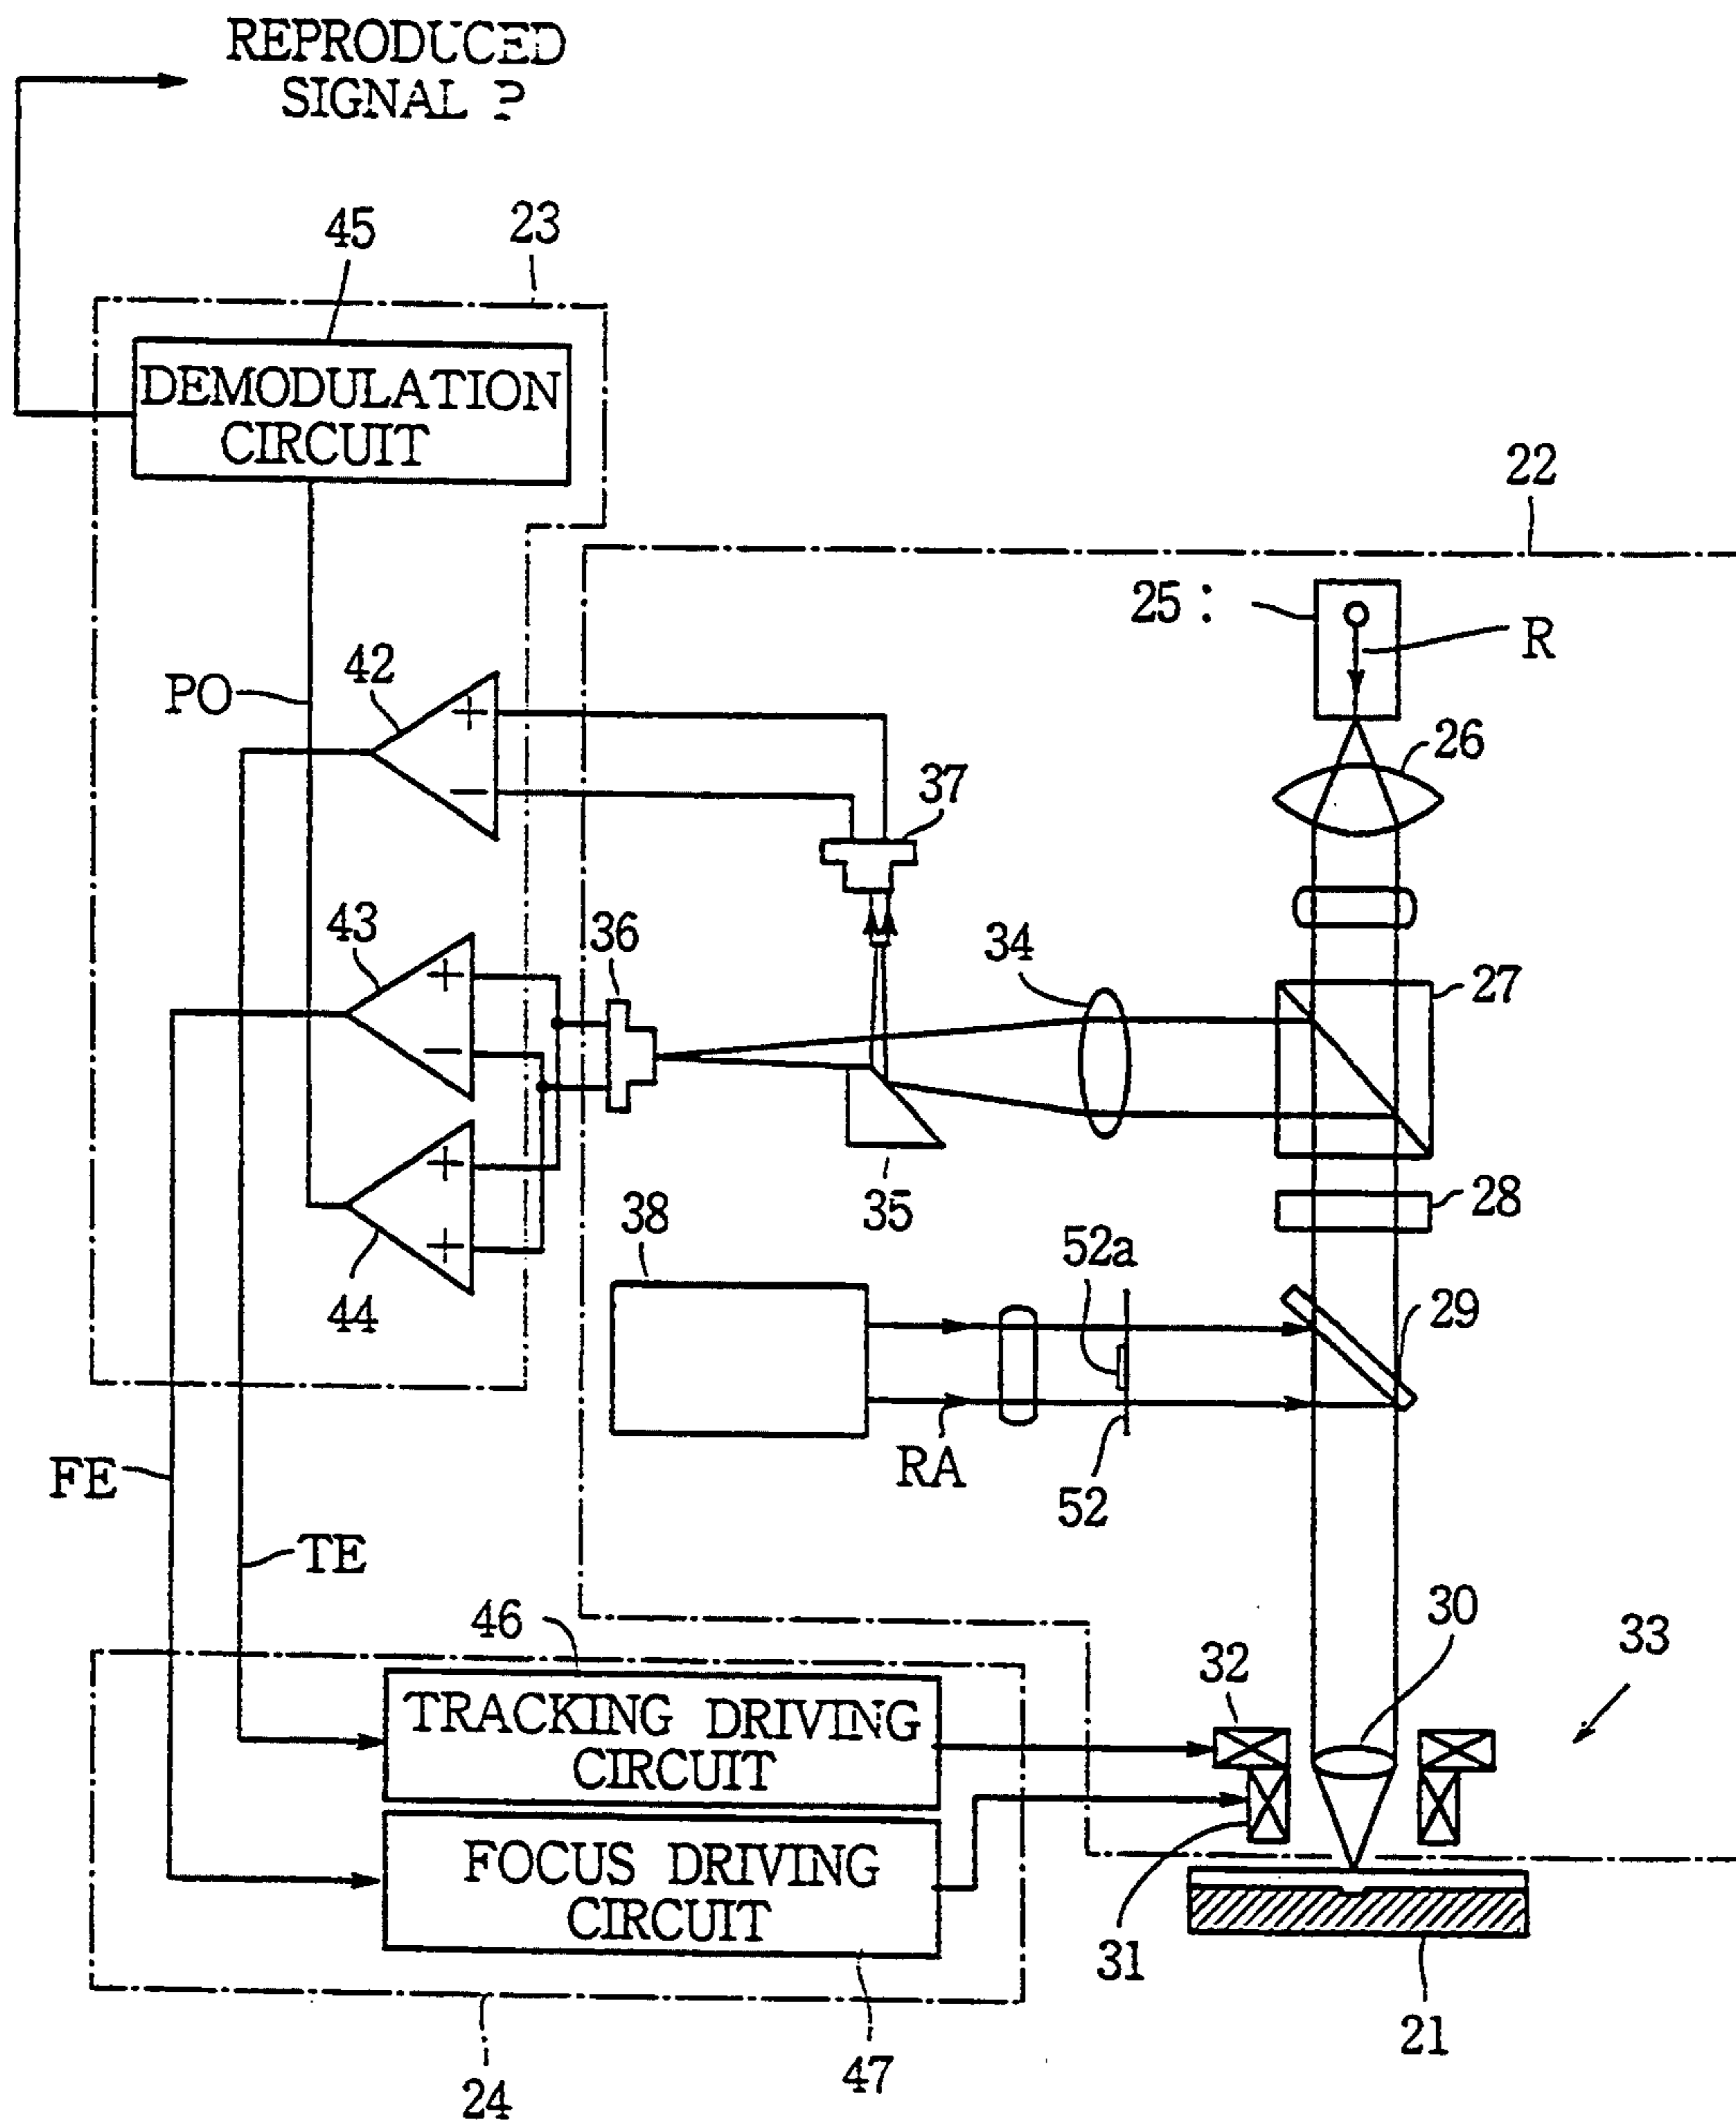 REPRODUCED
SIGNAL P
45
23
DEMODULATION
CIRCUIT
22
25 :
R
42
PO
26
37
+
−
43
36
34
27
+
−
28
35
38
52a
+
+
44
29
RA
52
FE
TE
46
30
33
32
TRACKING DRIVING
CIRCUIT
FOCUS DRIVING
CIRCUIT
31
21
47
24